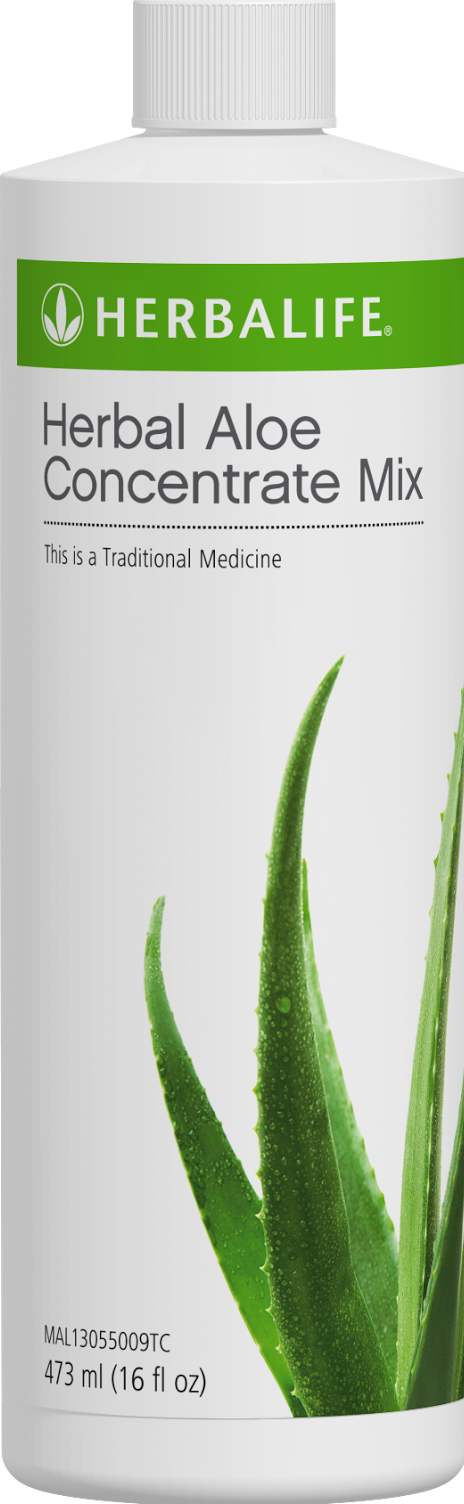 HERBALIFE®
Herbal Aloe
Concentrate Mix
This is a Traditional Medicine
MAL13055009TC
473 ml (16 fl oz)